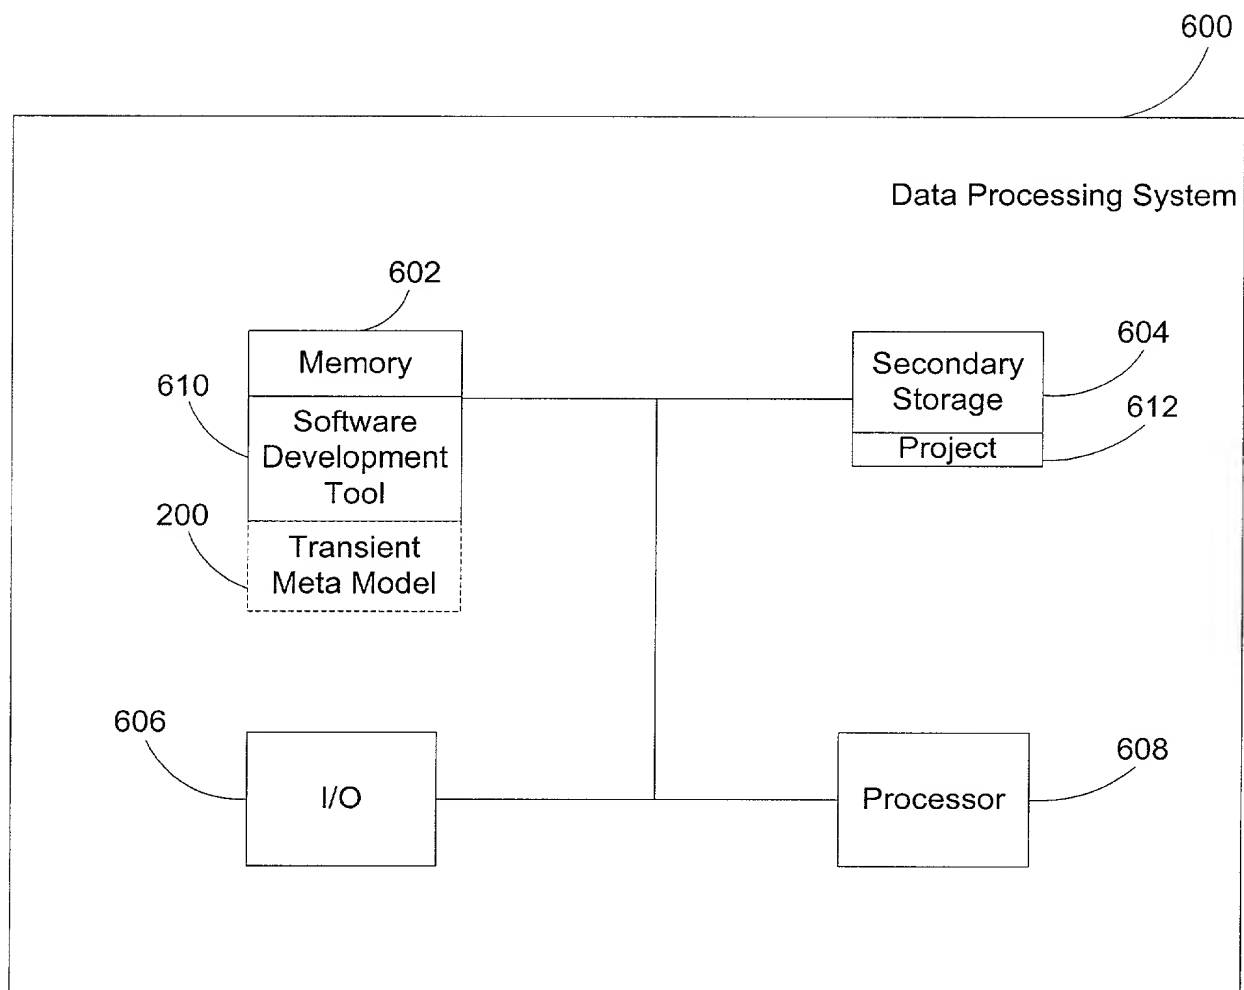 600
Data Processing System
602
Memory
610
Software
Development
Tool
200
Transient
Meta Model
604
Secondary
Storage
612
Project
606
I/O
608
Processor